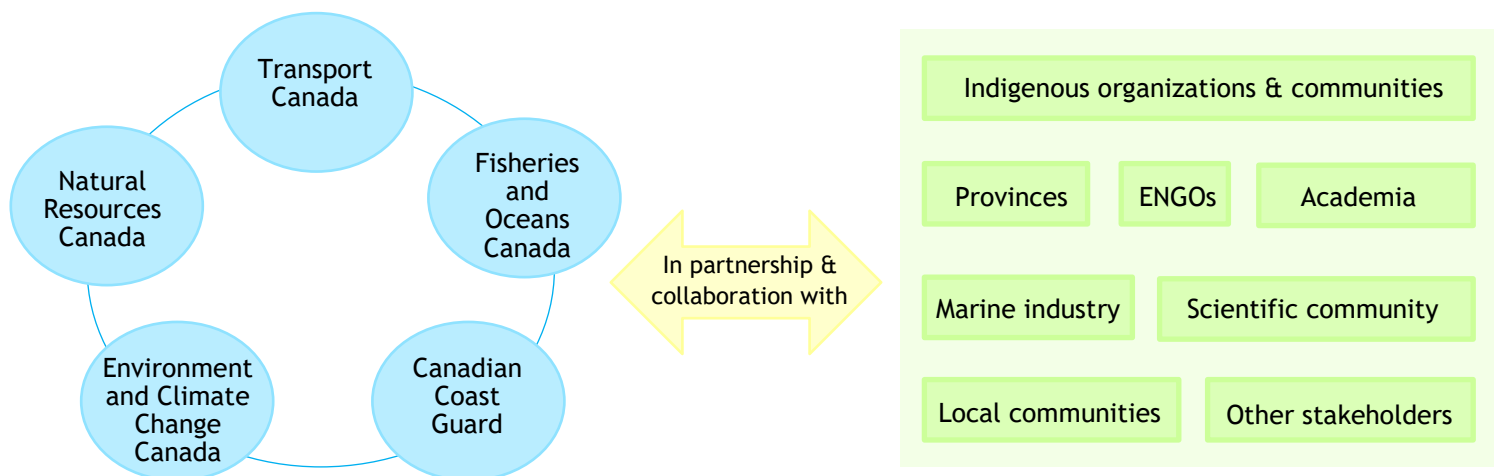 Transport
Canada
Fisheries
and
Oceans
Canada
Canadian
Coast
Guard
Environment
and Climate
Change
Canada
Natural
Resources
Canada
In partnership &
collaboration with
Indigenous organizations & communities
Provinces
ENGOs
Academia
Marine industry
Scientific community
Local communities
Other stakeholders